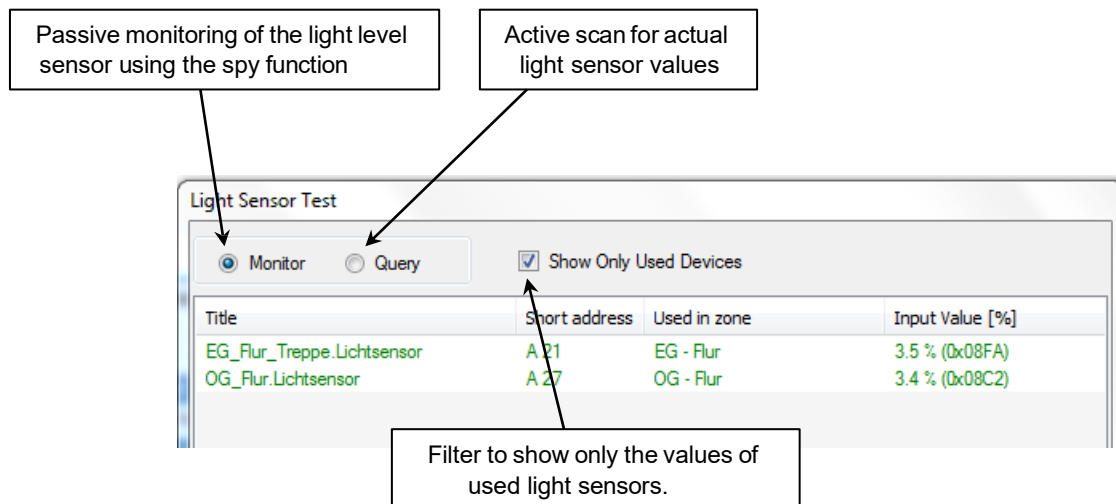 Passive monitoring of the light level
sensor using the spy function
Active scan for actual
light sensor values
Light Sensor Test
Monitor Query Show Only Used Devices
Title Short address Used in zone Input Value [%]
EG_Flur_Treppe.Lichtsensor A 21 EG - Flur 3.5 % (0x08FA)
OG_Flur.Lichtsensor A 27 OG - Flur 3.4 % (0x08C2)
Filter to show only the values of
used light sensors.